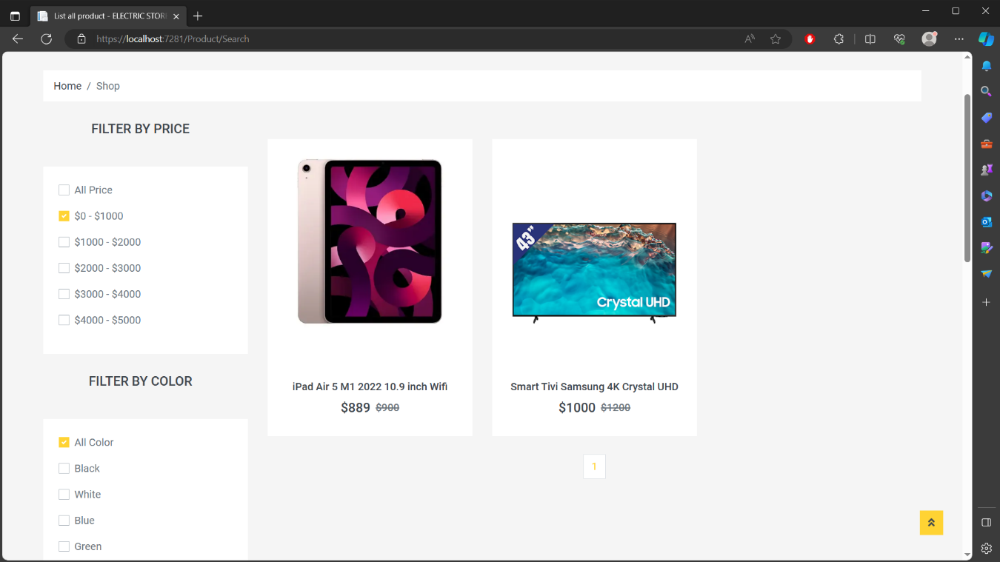 List all product - ELECTRIC STOR
https://localhost:7281/Product/Search
Home / Shop
FILTER BY PRICE
All Price
$0 - $1000
$1000 - $2000
$2000 - $3000
$3000 - $4000
$4000 - $5000
FILTER BY COLOR
All Color
Black
White
Blue
Green
43"
Crystal UHD
iPad Air 5 M1 2022 10.9 inch Wifi
$889 $900
Smart Tivi Samsung 4K Crystal UHD
$1000 $1200
1